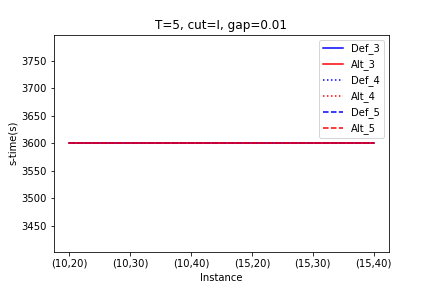 T=5, cut=I, gap=0.01
3750
3700
3650
3600
3550
3500
3450
s-time(s)
Def_3
Alt_3
Def_4
Alt_4
Def_5
Alt_5
(10,20) (10,30) (10,40) (15,20) (15,30) (15,40)
Instance